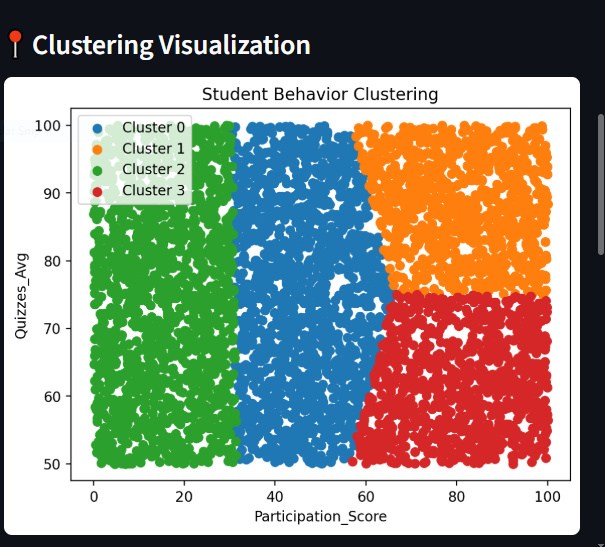 📍 Clustering Visualization
Student Behavior Clustering
Cluster 0
Cluster 1
Cluster 2
Cluster 3
Quizzes_Avg
100
90
80
70
60
50
0 20 40 60 80 100
Participation_Score